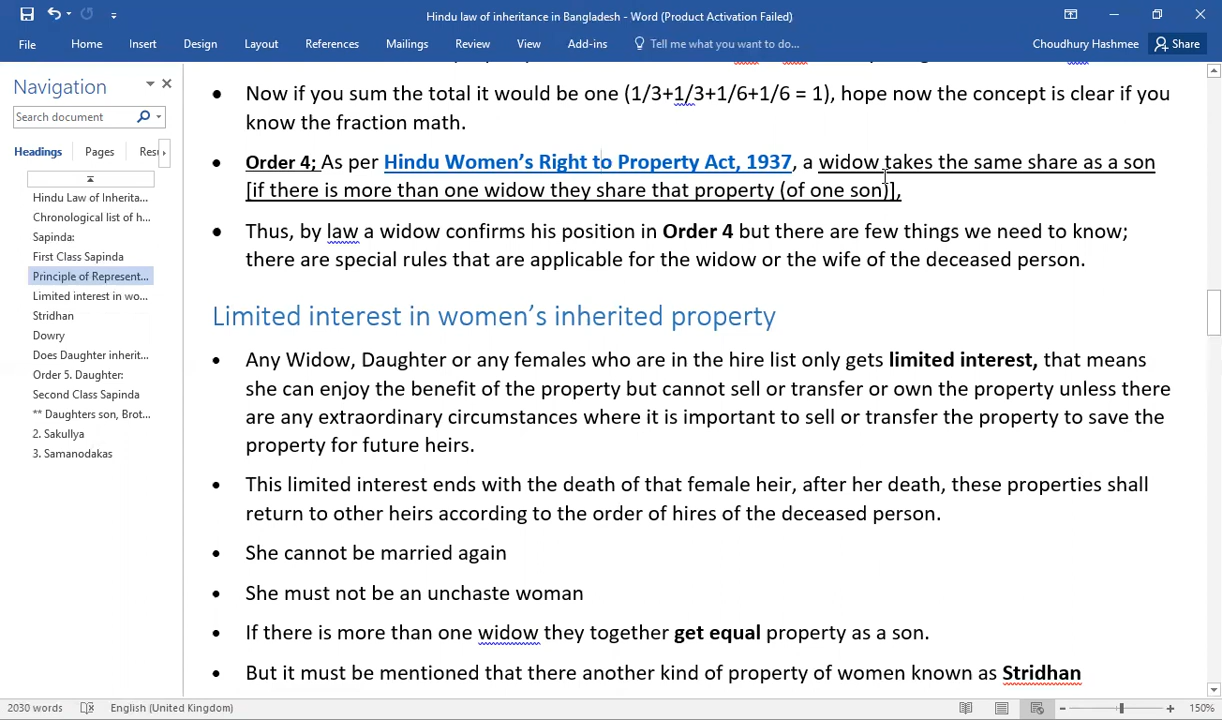 Hindu law of inheritance in Bangladesh - Word (Product Activation Failed)
File Home Insert Design Layout References Mailings Review View Add-ins Tell me what you want to do... Choudhury Hashmee Share
Navigation
Search document
Headings Pages Res
Hindu Law of Inherita...
Chronological list of h...
Sapinda:
First Class Sapinda
Principle of Represent...
Limited interest in wo...
Stridhan
Dowry
Does Daughter inherit...
Order 5. Daughter:
Second Class Sapinda
** Daughters son, Brot...
2. Sakullya
3. Samanodakas
• Now if you sum the total it would be one (1/3+1/3+1/6+1/6 = 1), hope now the concept is clear if you
know the fraction math.
• Order 4; As per Hindu Women’s Right to Property Act, 1937, a widow takes the same share as a son
[if there is more than one widow they share that property (of one son)],
• Thus, by law a widow confirms his position in Order 4 but there are few things we need to know;
there are special rules that are applicable for the widow or the wife of the deceased person.
Limited interest in women’s inherited property
• Any Widow, Daughter or any females who are in the hire list only gets limited interest, that means
she can enjoy the benefit of the property but cannot sell or transfer or own the property unless there
are any extraordinary circumstances where it is important to sell or transfer the property to save the
property for future heirs.
• This limited interest ends with the death of that female heir, after her death, these properties shall
return to other heirs according to the order of hires of the deceased person.
• She cannot be married again
• She must not be an unchaste woman
• If there is more than one widow they together get equal property as a son.
• But it must be mentioned that there another kind of property of women known as Stridhan
2030 words English (United Kingdom) 150%